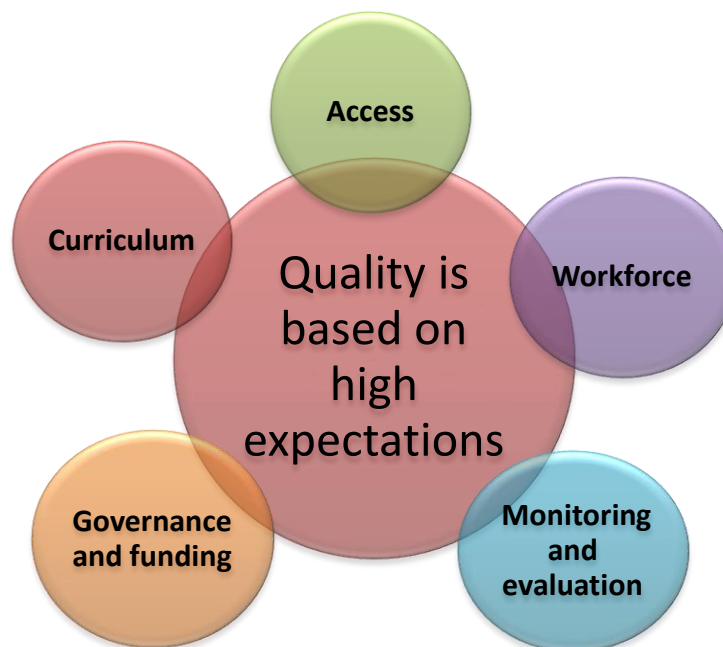 Access
Curriculum
Workforce
Quality is
based on
high
expectations
Governance
and funding
Monitoring
and
evaluation